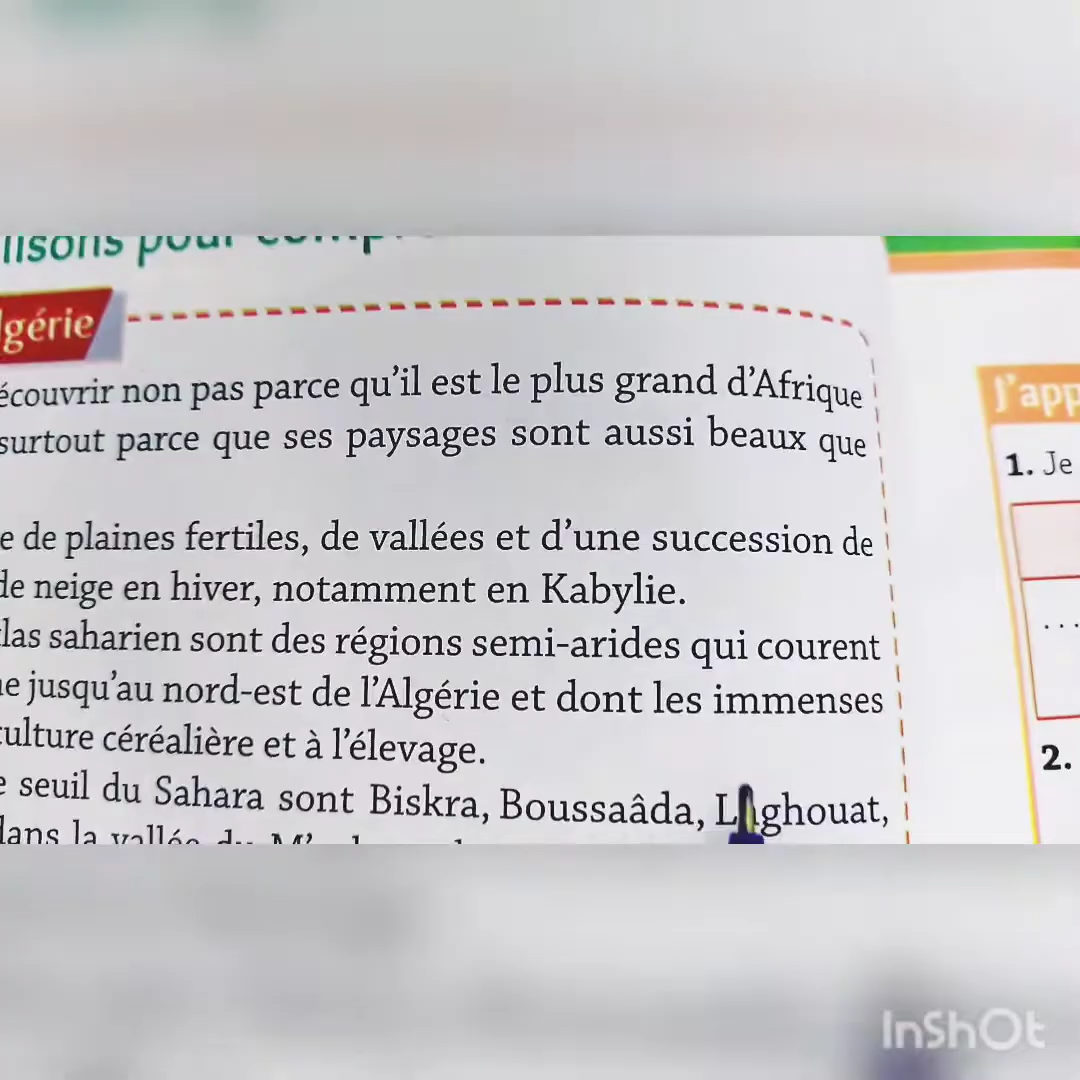 lisons pour
lgérie
écouvrir non pas parce qu'il est le plus grand d'Afrique
surtout parce que ses paysages sont aussi beaux que
e de plaines fertiles, de vallées et d'une succession de
de neige en hiver, notamment en Kabylie.
las saharien sont des régions semi-arides qui courent
e jusqu'au nord-est de l'Algérie et dont les immenses
culture céréalière et à l'élevage.
e seuil du Sahara sont Biskra, Boussaâda, Laghouat,
dans la vallée du
J'app
1. Je
....
2.
InShOt